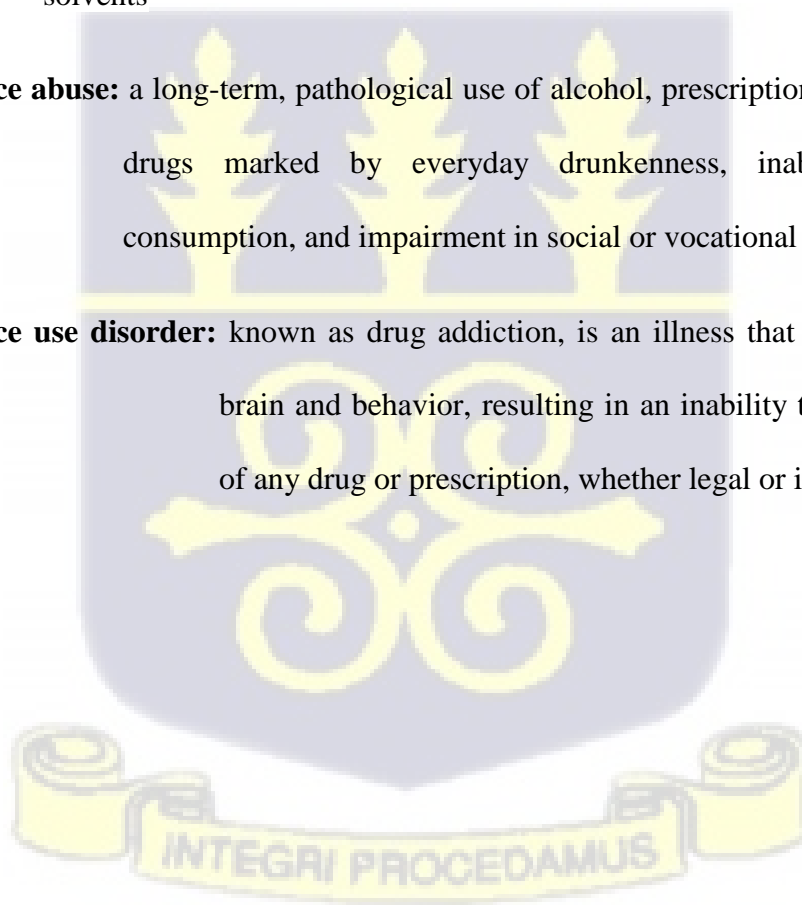 solvents
ce abuse: a long-term, pathological use of alcohol, prescription
drugs marked by everyday drunkenness, inab
consumption, and impairment in social or vocational
ce use disorder: known as drug addiction, is an illness that
brain and behavior, resulting in an inability t
of any drug or prescription, whether legal or i
INTEGRI PROCEDAMUS